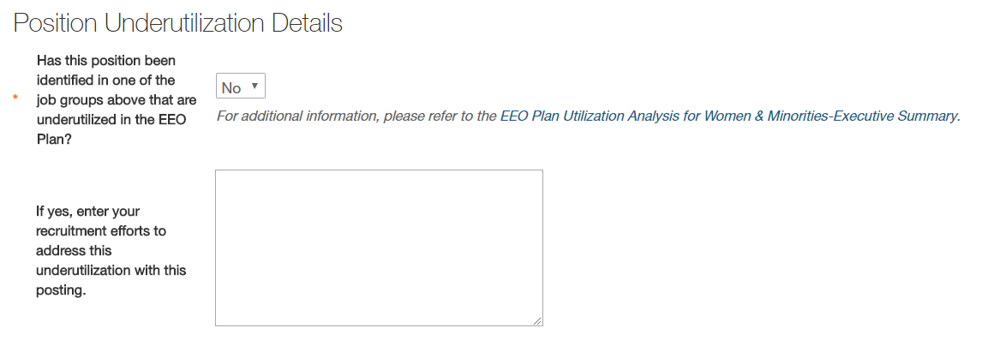 Position Underutilization Details
Has this position been
identified in one of the
* job groups above that are
underutilized in the EEO
Plan?
No ▼
For additional information, please refer to the EEO Plan Utilization Analysis for Women & Minorities-Executive Summary.
If yes, enter your
recruitment efforts to
address this
underutilization with this
posting.